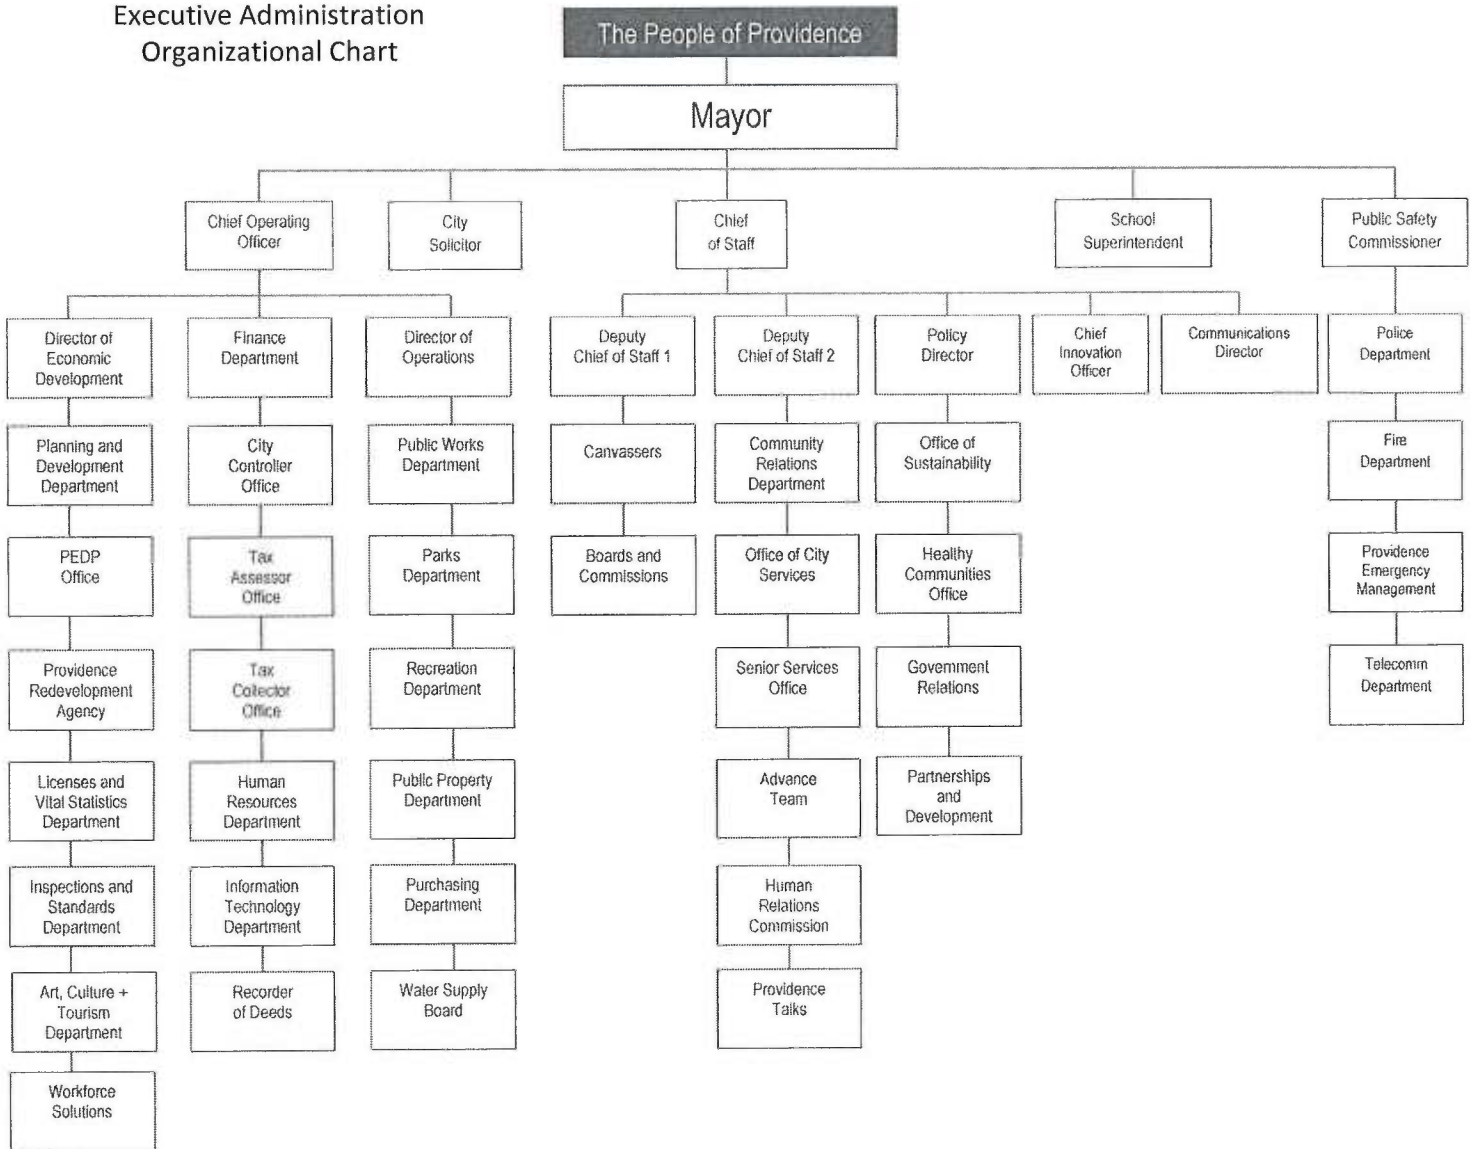 Executive Administration
Organizational Chart
The People of Providence
Mayor
Chief Operating
Officer
City
Solicitor
Chief
of Staff
School
Superintendent
Public Safety
Commissioner
Director of
Economic
Development
Finance
Department
Director of
Operations
Deputy
Chief of Staff 1
Deputy
Chief of Staff 2
Policy
Director
Chief
Innovation
Officer
Communications
Director
Police
Department
Planning and
Development
Department
City
Controller
Office
Public Works
Department
Canvassers
Community
Relations
Department
Office of
Sustainability
Fire
Department
PEDP
Office
Tax
Assessor
Office
Parks
Department
Boards and
Commissions
Office of City
Services
Healthy
Communities
Office
Providence
Emergency
Management
Providence
Redevelopment
Agency
Tax
Collector
Office
Recreation
Department
Senior Services
Office
Government
Relations
Telecomm
Department
Licenses and
Vital Statistics
Department
Human
Resources
Department
Public Property
Department
Advance
Team
Partnerships
and
Development
Inspections and
Standards
Department
Information
Technology
Department
Purchasing
Department
Human
Relations
Commission
Art, Culture +
Tourism
Department
Recorder
of Deeds
Water Supply
Board
Providence
Talks
Workforce
Solutions